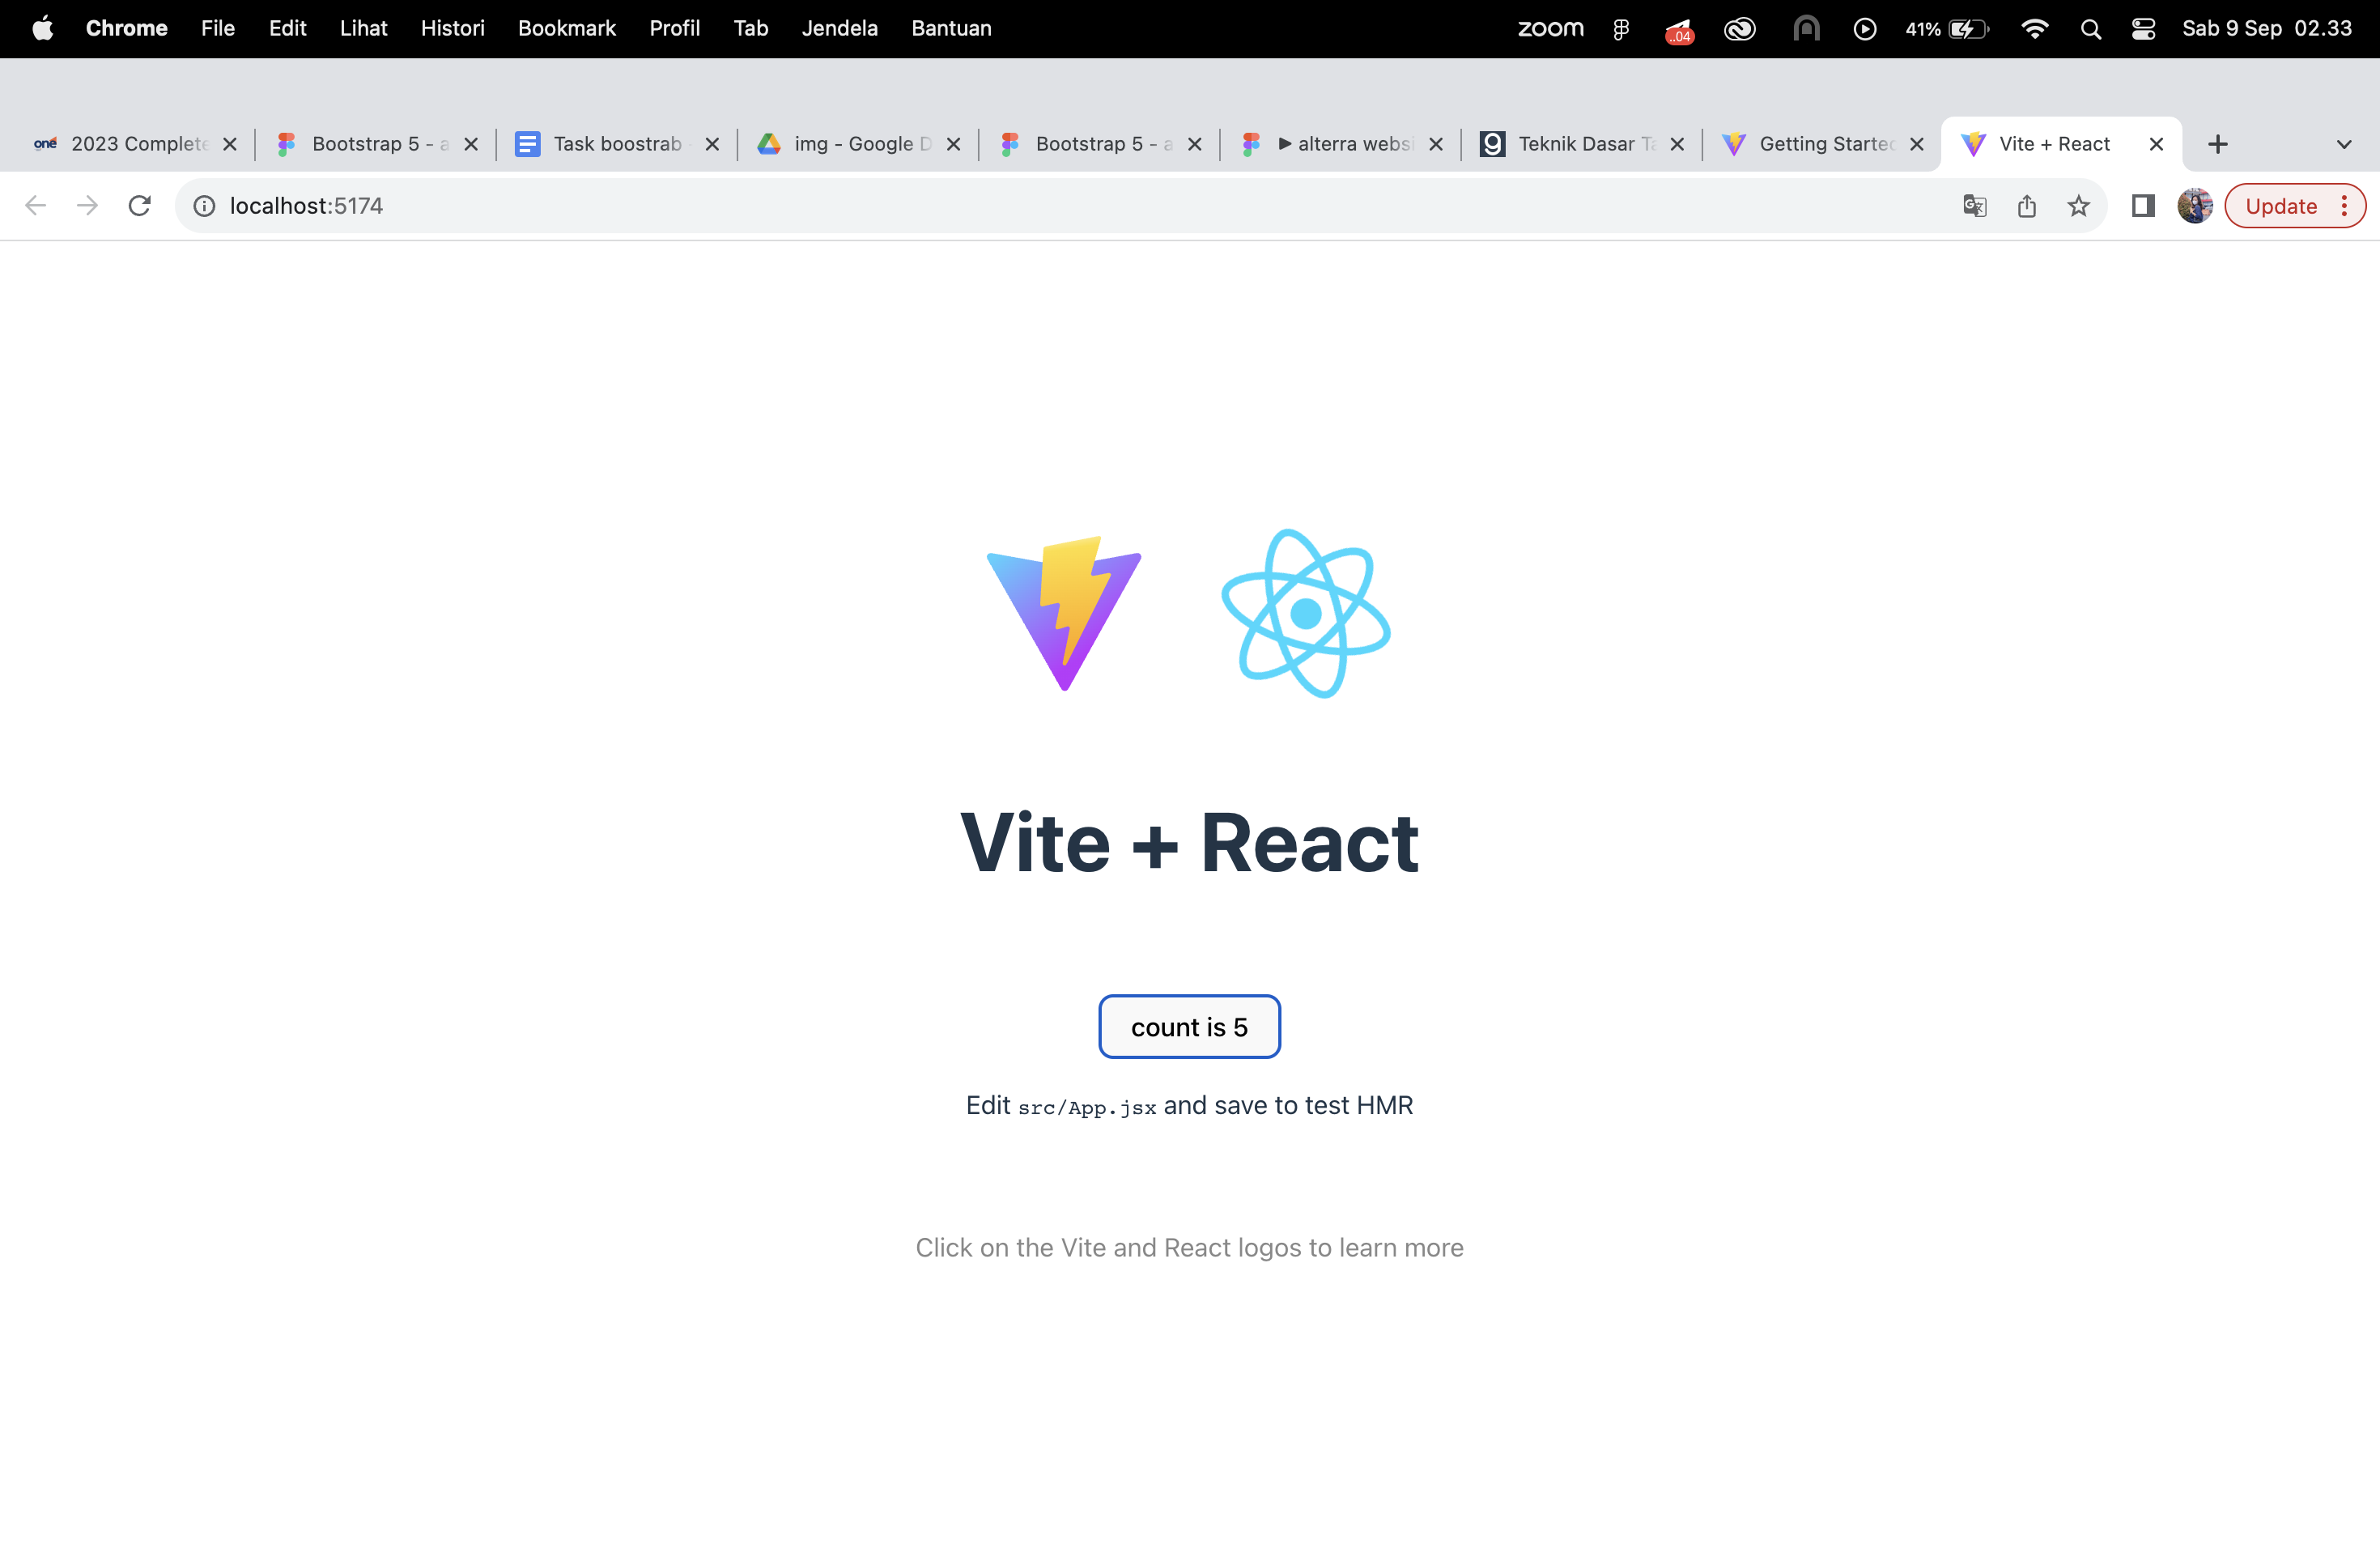 Chrome File Edit Lihat Histori Bookmark Profil Tab Jendela Bantuan zoom ..04 41% Sab 9 Sep 02.33
one 2023 Complete Bootstrap 5 - a Task boostrab img - Google D Bootstrap 5 - a alterra websi Teknik Dasar Ta Getting Started Vite + React
localhost:5174 Update
Vite + React
count is 5
Edit src/App.jsx and save to test HMR
Click on the Vite and React logos to learn more